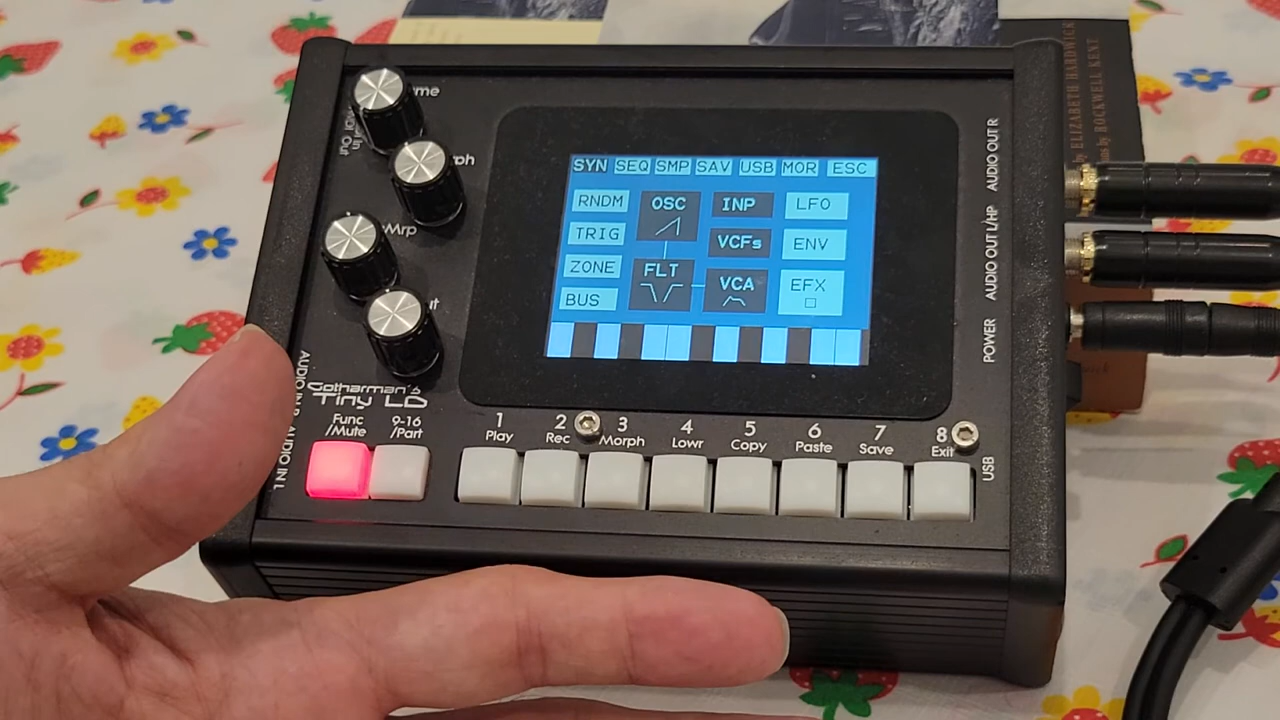 by ELIZABETH HARDWICK
by ROCKWELL KENT
In
Out
AUDIO OUT R
AUDIO OUT L/HP
POWER
SYN SEQ SMP SAV USB MOR ESC
RNDM OSC INP LFO
TRIG VCFs ENV
ZONE FLT VCA EFX
BUS
AUDIO IN R AUDIO IN L
Gotharman's
Tiny LD
Func 9-16
/Mute /Part
1 2 3 4 5 6 7 8
Play Rec Morph Lowr Copy Paste Save Exit
USB